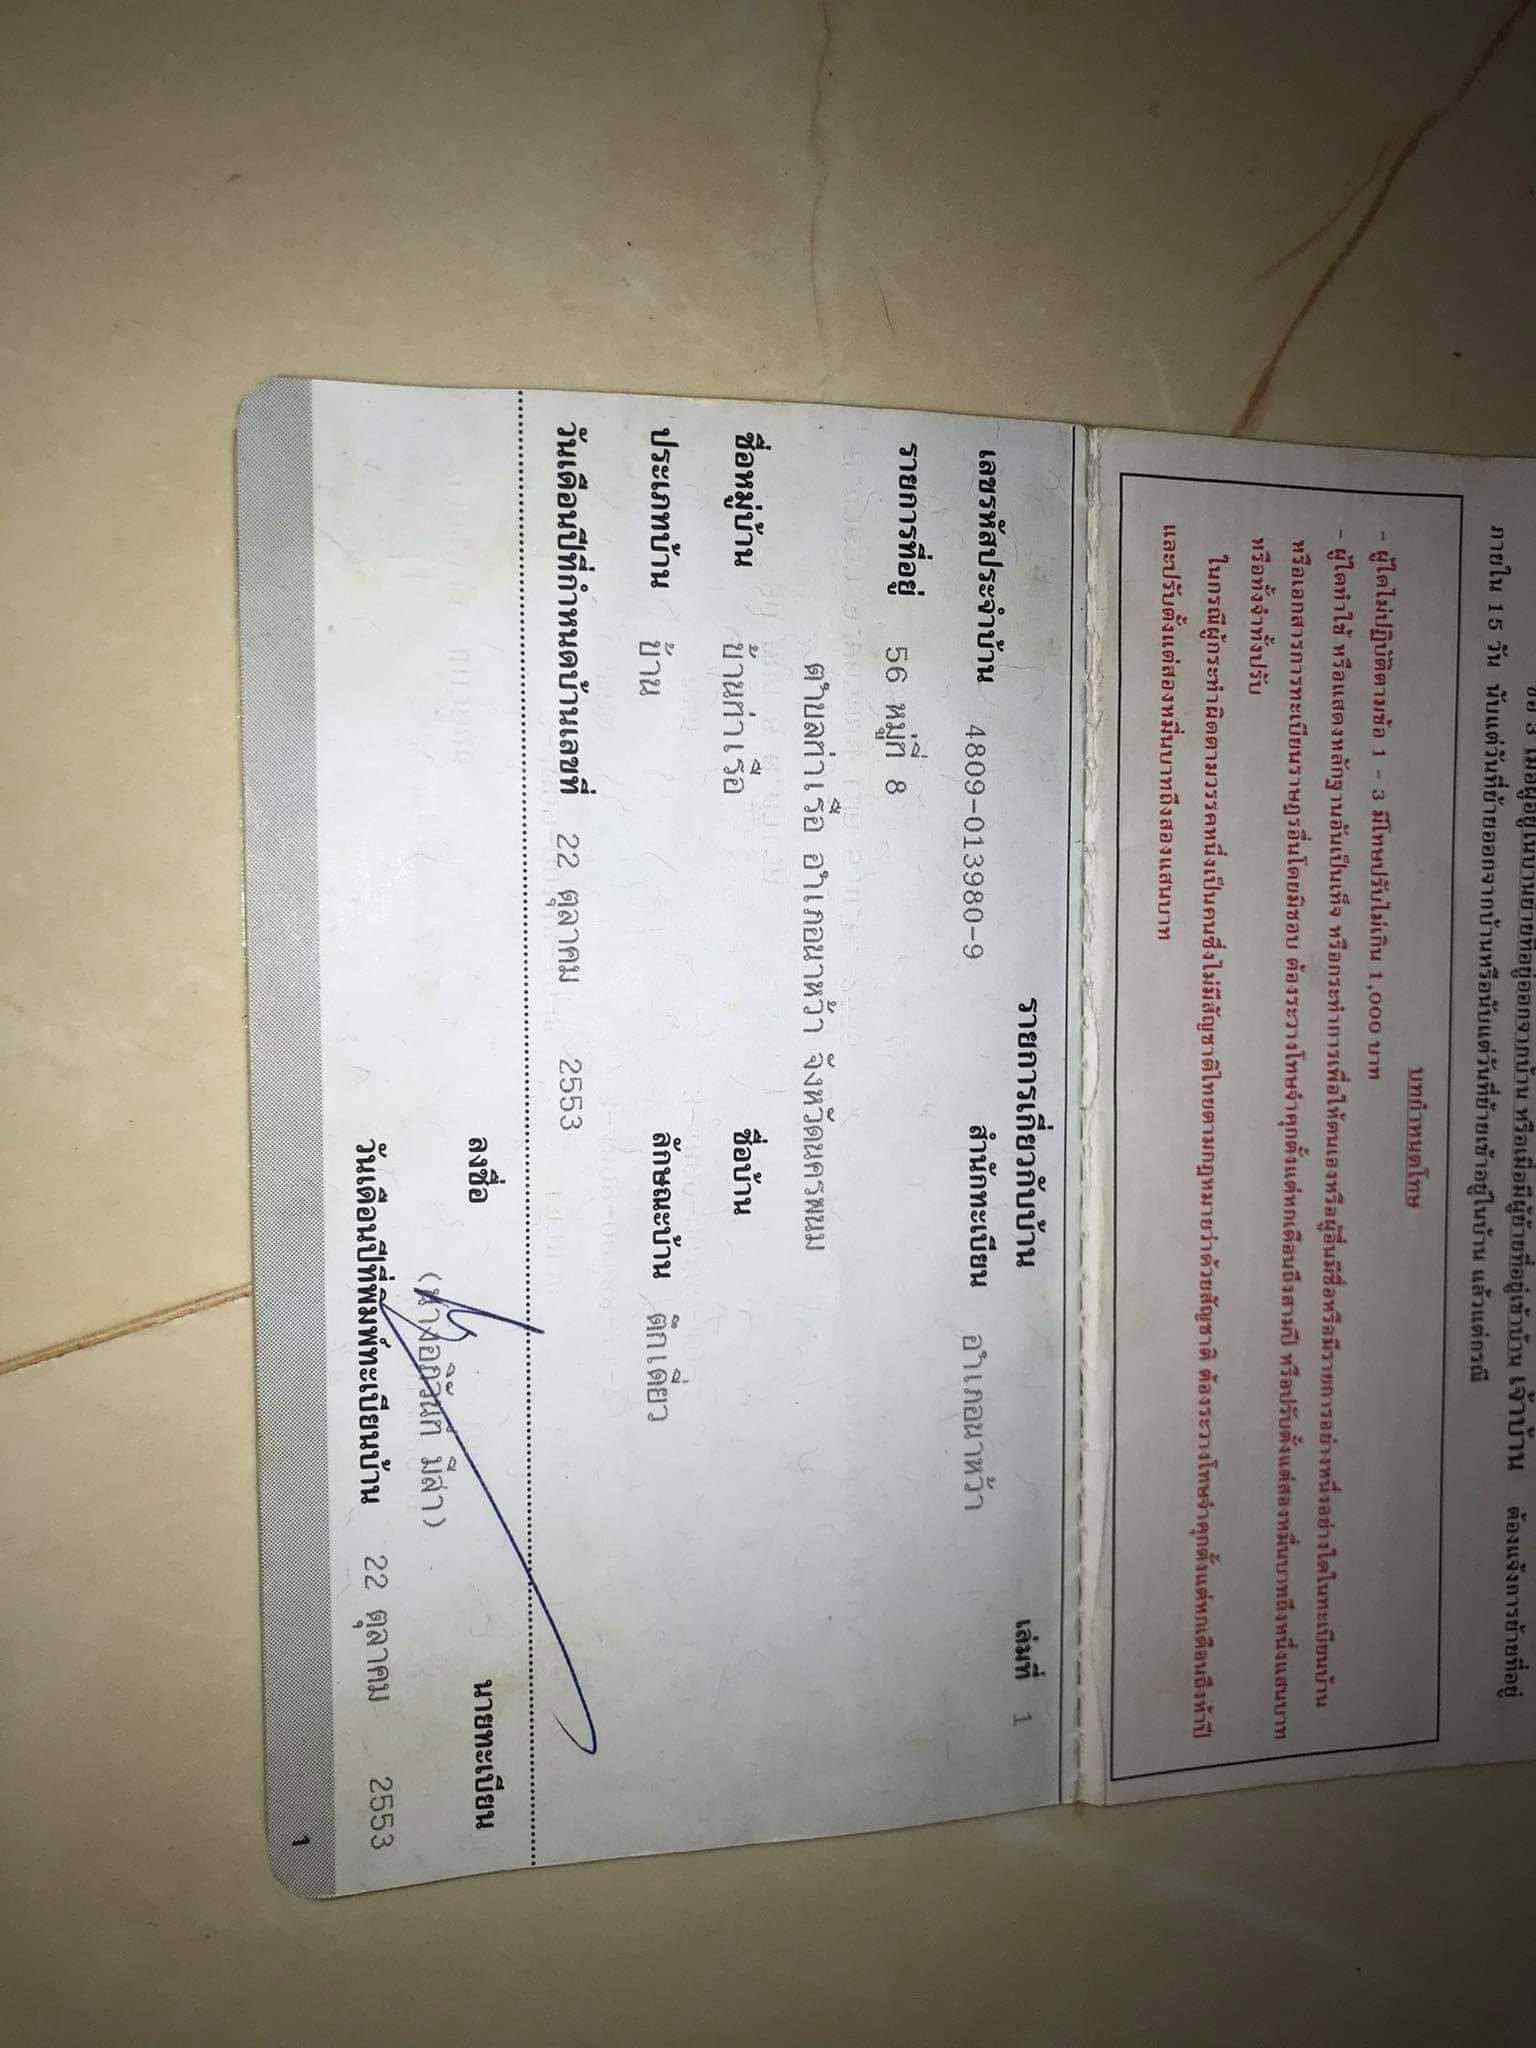 ภายใน 15 วัน นับแต่วันที่ย้ายออกจากบ้านหรือนับแต่วันที่ย้ายเข้าอยู่ในบ้าน แล้วแต่กรณี
บทกำหนดโทษ
- ผู้ใดไม่ปฏิบัติตามข้อ 1 - 3 มีโทษปรับไม่เกิน 1,000 บาท
- ผู้ใดทำใช้ หรือแสดงหลักฐานอันเป็นเท็จ หรือกระทำการเพื่อให้ตนเองหรือผู้อื่นมีชื่อหรือมีรายการอย่างหนึ่งอย่างใดในทะเบียนบ้าน
หรือเอกสารการทะเบียนราษฎรอื่นโดยมิชอบ ต้องระวางโทษจำคุกตั้งแต่หกเดือนถึงสามปี หรือปรับตั้งแต่สองหมื่นบาทถึงหนึ่งแสนบาท
หรือทั้งจำทั้งปรับ
ในกรณีผู้กระทำผิดตามวรรคหนึ่งเป็นคนซึ่งไม่มีสัญชาติไทยตามกฎหมายว่าด้วยสัญชาติ ต้องระวางโทษจำคุกตั้งแต่หกเดือนถึงห้าปี
และปรับตั้งแต่สองหมื่นบาทถึงสองแสนบาท
รายการเกี่ยวกับบ้าน เล่มที่ 1
เลขรหัสประจำบ้าน 4809-013980-9 สำนักทะเบียน อำเภอนาหว้า
รายการที่อยู่ 56 หมู่ที่ 8
ตำบลท่าเรือ อำเภอนาหว้า จังหวัดนครพนม
ชื่อหมู่บ้าน บ้านท่าเรือ ชื่อบ้าน
ประเภทบ้าน บ้าน ลักษณะบ้าน ตึกเดี่ยว
วันเดือนปีที่กำหนดบ้านเลขที่ 22 ตุลาคม 2553
ลงชื่อ นายทะเบียน
มีสา)
วันเดือนปีที่พิมพ์ทะเบียนบ้าน 22 ตุลาคม 2553
1